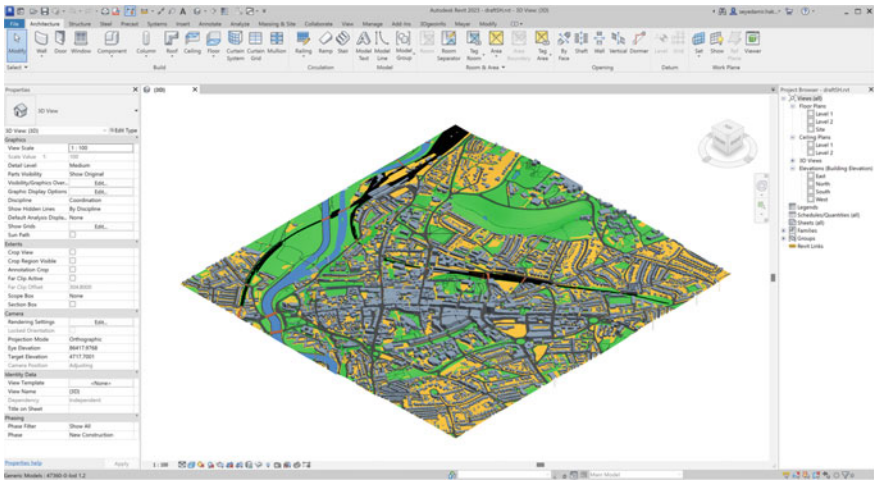 Autodesk Revit 2023 - draftSH.rvt - 3D View: {3D}
File Architecture Structure Steel Precast Systems Insert Annotate Analyze Massing & Site Collaborate View Manage Add-Ins Modify
Modify Wall Door Window Component Column Roof Ceiling Floor Curtain System Curtain Grid Mullion Railing Ramp Stair Model Text Model Line Model Group Room Room Separator Tag Room Area Area Boundary Tag Area By Face Shaft Wall Vertical Dormer Level Grid Set Show Ref Plane Viewer
Select Build Circulation Model Room & Area Opening Datum Work Plane
Properties
{3D}
Project Browser - draftSH.rvt
3D View
3D View: {3D}
Edit Type
Graphics
View Scale 1 : 100
Scale Value 1: 100
Detail Level Medium
Parts Visibility Show Original
Visibility/Graphics Over... Edit...
Graphic Display Options Edit...
Discipline Coordination
Show Hidden Lines By Discipline
Default Analysis Displa... None
Show Grids Edit...
Sun Path
Extents
Crop View
Crop Region Visible
Annotation Crop
Far Clip Active
Far Clip Offset 304.8000
Scope Box None
Section Box
Camera
Rendering Settings Edit...
Locked Orientation
Projection Mode Orthographic
Eye Elevation
Target Elevation 4717.7001
Camera Position Adjusting
Identity Data
View Template <None>
View Name {3D}
Dependency Independent
Title on Sheet
Phasing
Phase Filter Show All
Phase New Construction
Properties help
Apply
Views (all)
Floor Plans
Level 1
Level 2
Site
Ceiling Plans
Level 1
Level 2
3D Views
Elevations (Building Elevation)
East
North
South
West
Legends
Schedules/Quantities (all)
Sheets (all)
Families
Groups
Revit Links
1 : 100
Main Model